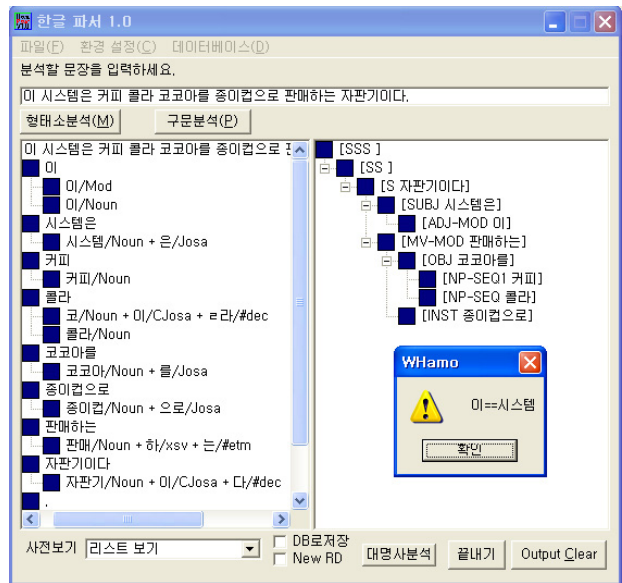 한글 파서 1.0
파일(F) 환경 설정(C) 데이터베이스(D)
분석할 문장을 입력하세요.
이 시스템은 커피 콜라 코코아를 종이컵으로 판매하는 자판기이다.
형태소분석(M) 구문분석(P)
이 시스템은 커피 콜라 코코아를 종이컵으로
이
이/Mod
이/Noun
시스템은
시스템/Noun + 은/Josa
커피
커피/Noun
콜라
코/Noun + 이/CJosa + ㄹ라/#dec
콜라/Noun
코코아를
코코아/Noun + 를/Josa
종이컵으로
종이컵/Noun + 으로/Josa
판매하는
판매/Noun + 하/xsv + 는/#etm
자판기이다
자판기/Noun + 이/CJosa + 다/#dec
.
[SSS ]
[SS ]
[S 자판기이다]
[SUBJ 시스템은]
[ADJ-MOD 이]
[MV-MOD 판매하는]
[OBJ 코코아를]
[NP-SEQ1 커피]
[NP-SEQ 콜라]
[INST 종이컵으로]
WHamo
이==시스템
확인
사전보기 리스트 보기
DB로저장
New RD
대명사분석 끝내기 Output Clear